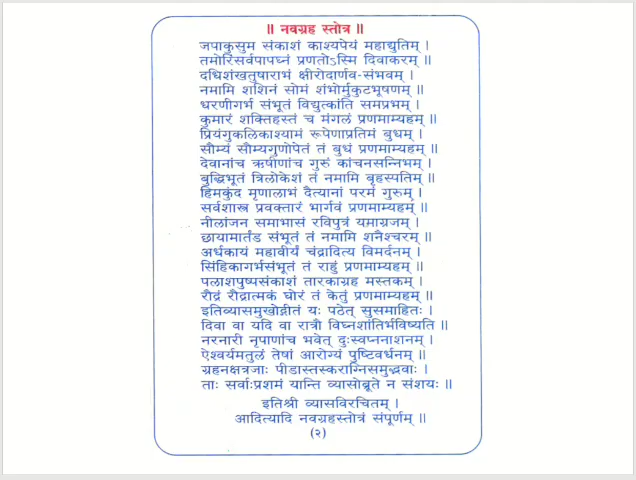 ॥ नवग्रह स्तोत्र ॥
जपाकुसुम संकाशं काश्यपेयं महाद्युतिम् ।
तमोरिसर्वपापघ्नं प्रणतोऽस्मि दिवाकरम् ॥
दधिशंखतुषाराभं क्षीरोदार्णव-संभवम् ।
नमामि शशिनं सोमं शंभोर्मुकुटभूषणम् ॥
धरणीगर्भ संभूतं विद्युत्कांति समप्रभम् ।
कुमारं शक्तिहस्तं च मंगलं प्रणमाम्यहम् ॥
प्रियंगुकलिकाश्यामं रूपेणाप्रतिमं बुधम् ।
सौम्यं सौम्यगुणोपेतं तं बुधं प्रणमाम्यहम् ॥
देवानांच ऋषीणांच गुरुं कांचनसन्निभम् ।
बुद्धिभूतं त्रिलोकेशं तं नमामि बृहस्पतिम् ॥
हिमकुंद मृणालाभं दैत्यानां परमं गुरुम् ।
सर्वशास्त्र प्रवक्तारं भार्गवं प्रणमाम्यहम् ॥
नीलांजन समाभासं रविपुत्रं यमाग्रजम् ।
छायामार्तंड संभूतं तं नमामि शनैश्चरम् ॥
अर्धकायं महावीर्यं चंद्रादित्य विमर्दनम् ।
सिंहिकागर्भसंभूतं तं राहुं प्रणमाम्यहम् ॥
पलाशपुष्पसंकाशं तारकाग्रह मस्तकम् ।
रौद्रं रौद्रात्मकं घोरं तं केतुं प्रणमाम्यहम् ॥
इतिव्यासमुखोद्गीतं यः पठेत् सुसमाहितः ।
दिवा वा यदि वा रात्रौ विघ्नशांतिर्भविष्यति ॥
नरनारी नृपाणांच भवेत् दुःस्वप्ननाशनम् ।
ऐश्वर्यमतुलं तेषां आरोग्यं पुष्टिवर्धनम् ॥
ग्रहनक्षत्रजाः पीडास्तस्कराग्निसमुद्भवाः ।
ताः सर्वाःप्रशमं यान्ति व्यासोब्रूते न संशयः ॥
इतिश्री व्यासविरचितम् ।
आदित्यादि नवग्रहस्तोत्रं संपूर्णम् ॥
(२)